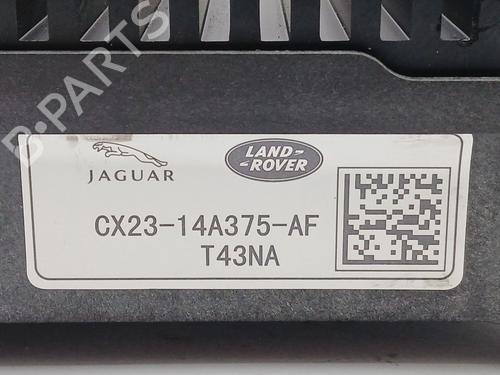 B-PARTS
JAGUAR
LAND-
ROVER
CX23-14A375-AF
T43NA